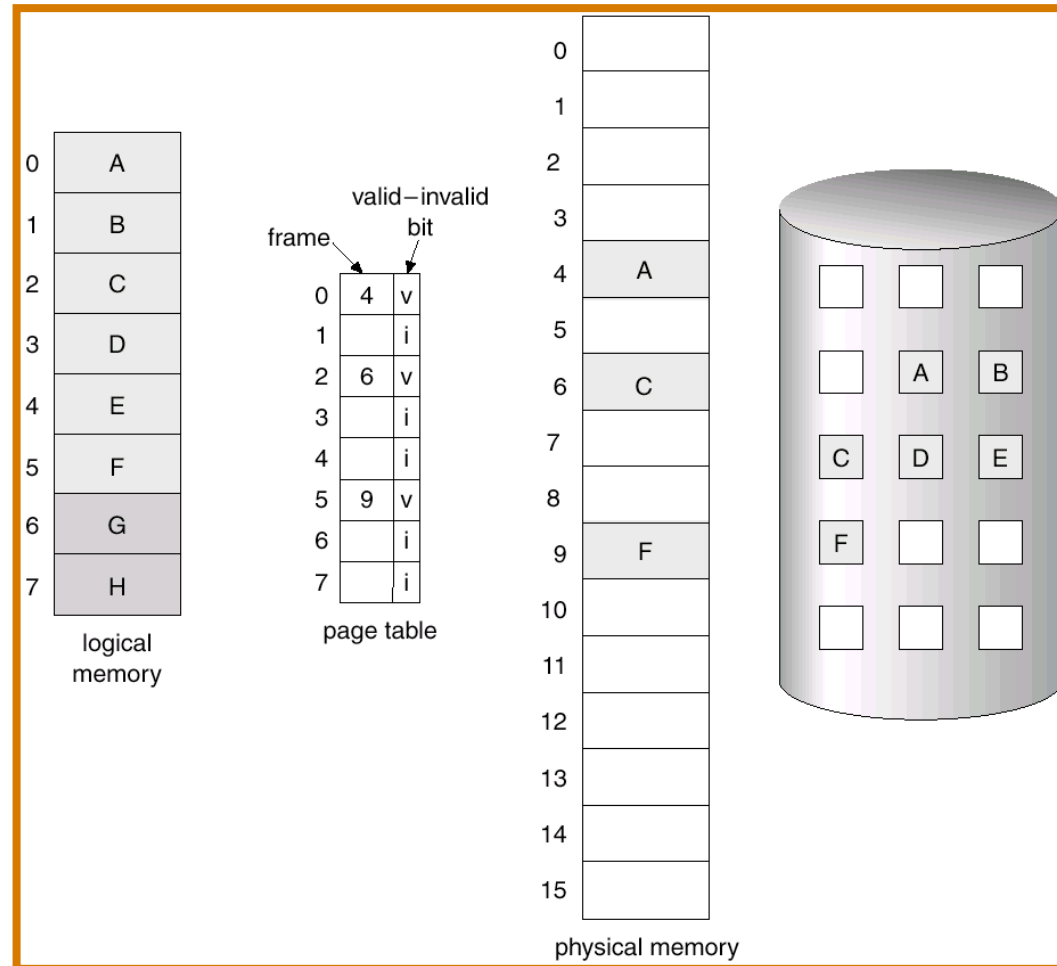 0 A
1 B
2 C
3 D
4 E
5 F
6 G
7 H
logical
memory
valid–invalid
bit
frame
0 4 v
1 i
2 6 v
3 i
4 i
5 9 v
6 i
7 i
page table
0
1
2
3
4 A
5
6 C
7
8
9 F
10
11
12
13
14
15
physical memory
A B
C D E
F